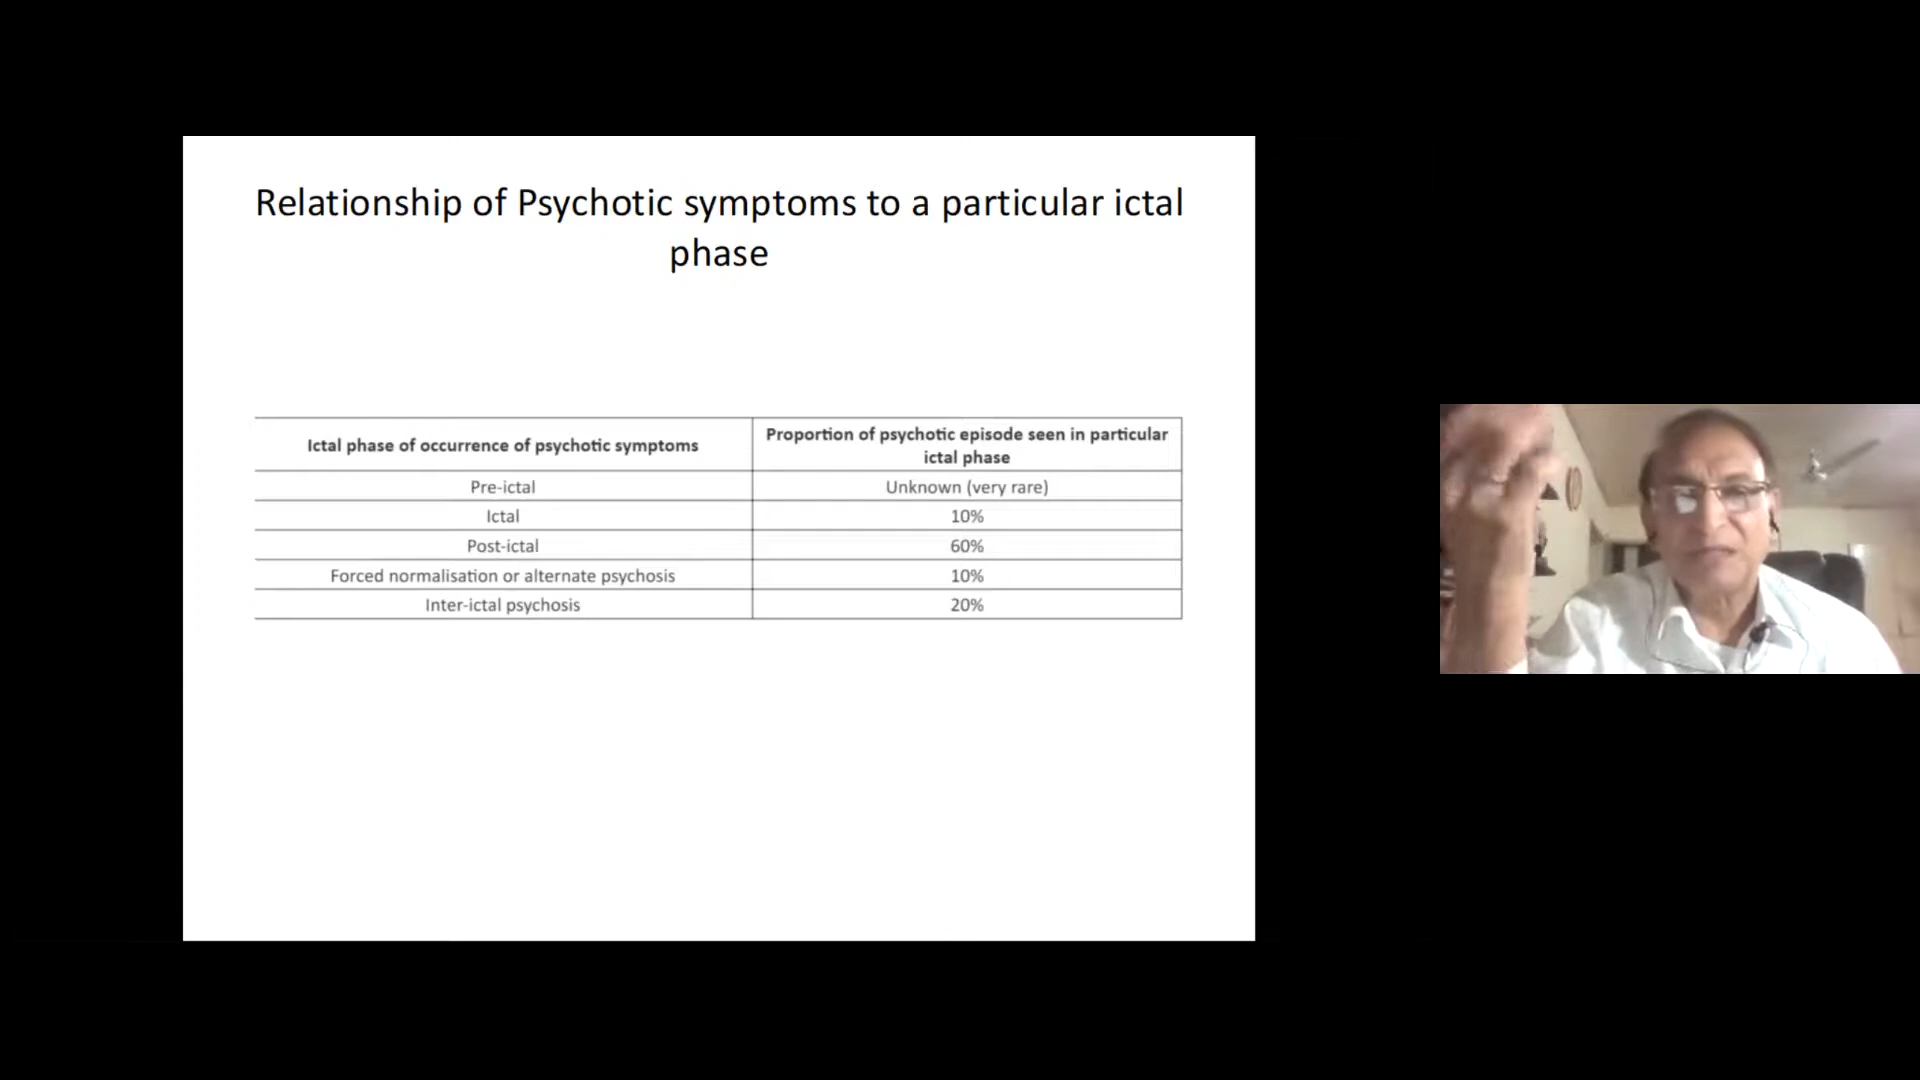 Relationship of Psychotic symptoms to a particular ictal
phase
Ictal phase of occurrence of psychotic symptoms
Proportion of psychotic episode seen in particular
ictal phase
Pre-ictal
Unknown (very rare)
Ictal
10%
Post-ictal
60%
Forced normalisation or alternate psychosis
10%
Inter-ictal psychosis
20%